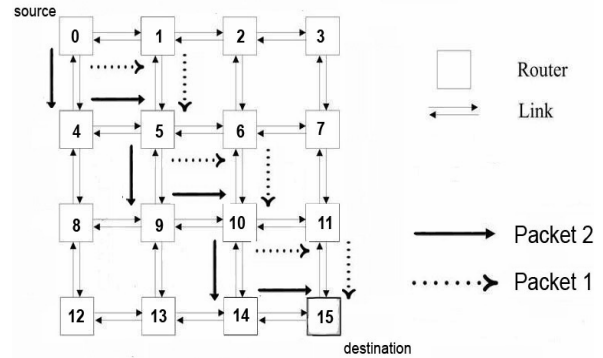 source
0 1 2 3
Router
Link
4 5 6 7
8 9 10 11
Packet 2
Packet 1
12 13 14 15
destination